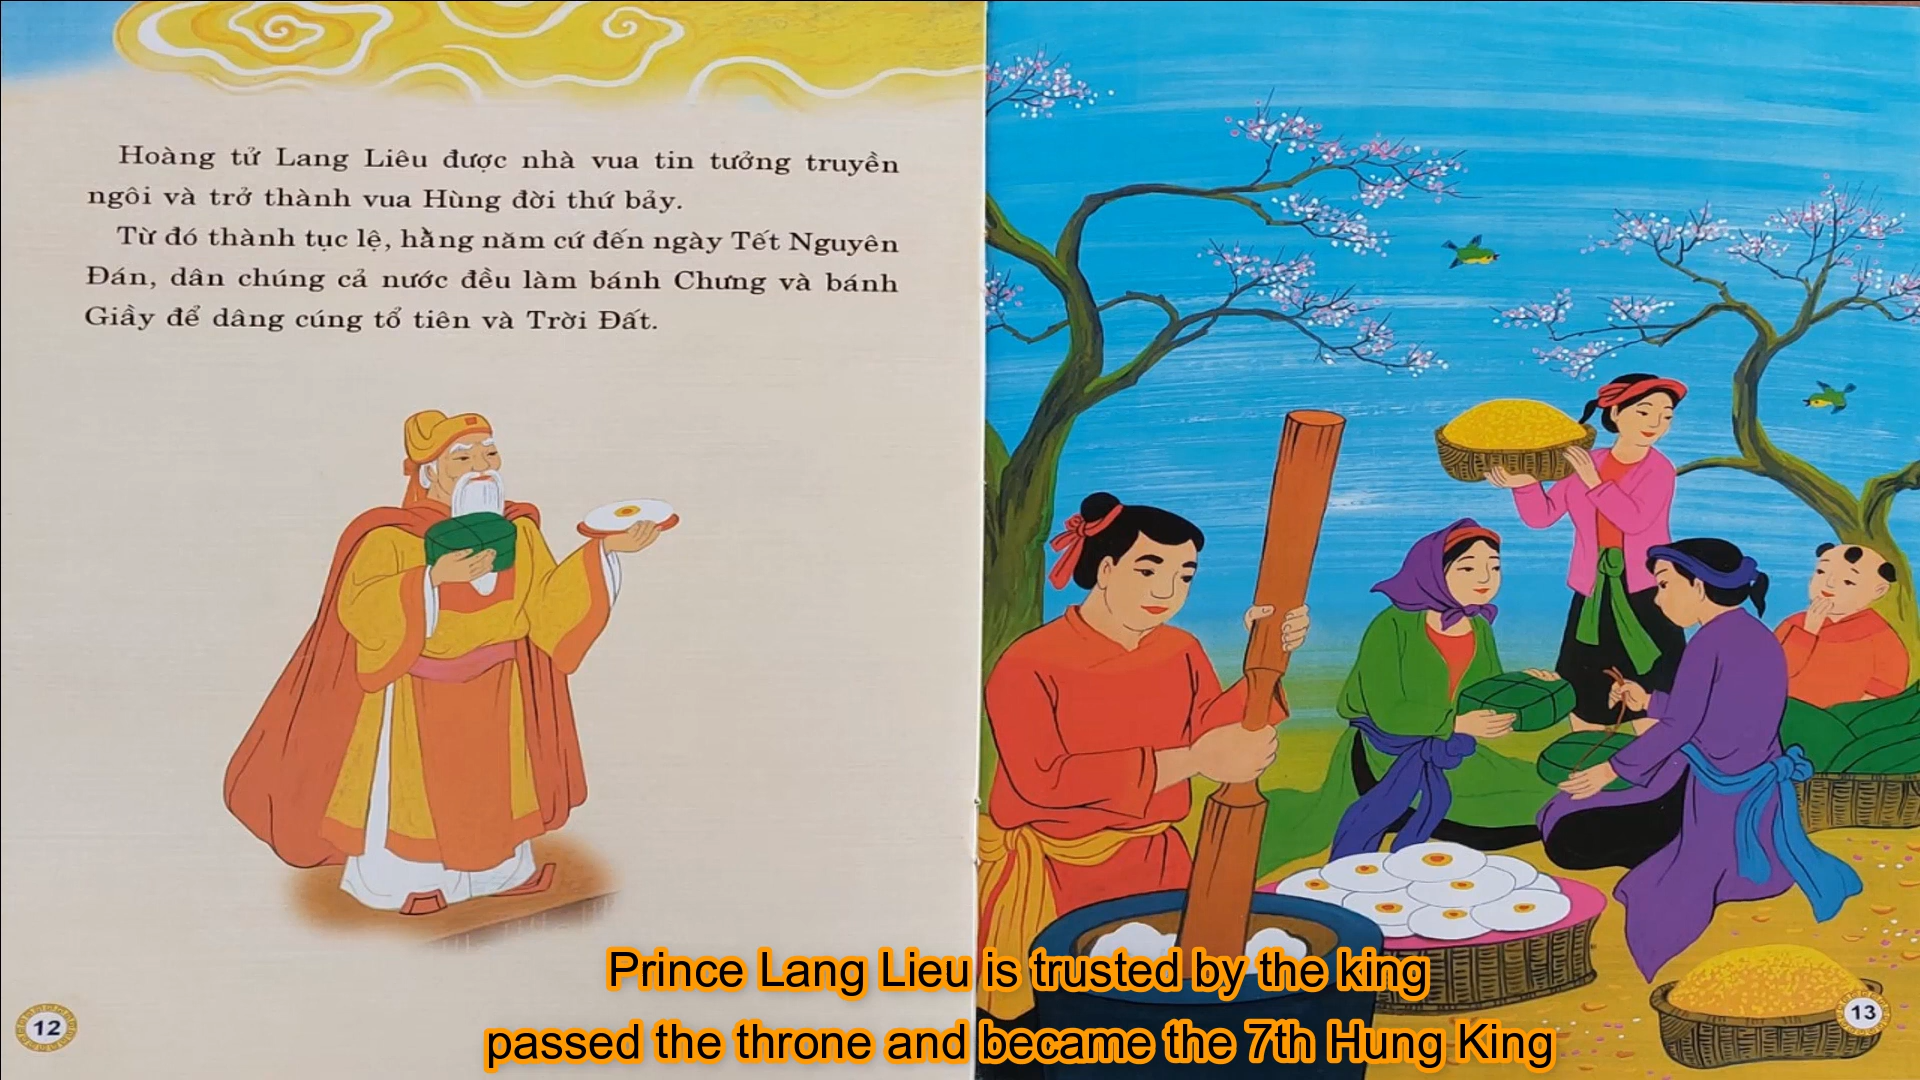 Hoàng tử Lang Liêu được nhà vua tin tưởng truyền
ngôi và trở thành vua Hùng đời thứ bảy.
Từ đó thành tục lệ, hằng năm cứ đến ngày Tết Nguyên
Đán, dân chúng cả nước đều làm bánh Chưng và bánh
Giầy để dâng cúng tổ tiên và Trời Đất.
12
13
Prince Lang Lieu is trusted by the king
passed the throne and became the 7th Hung King